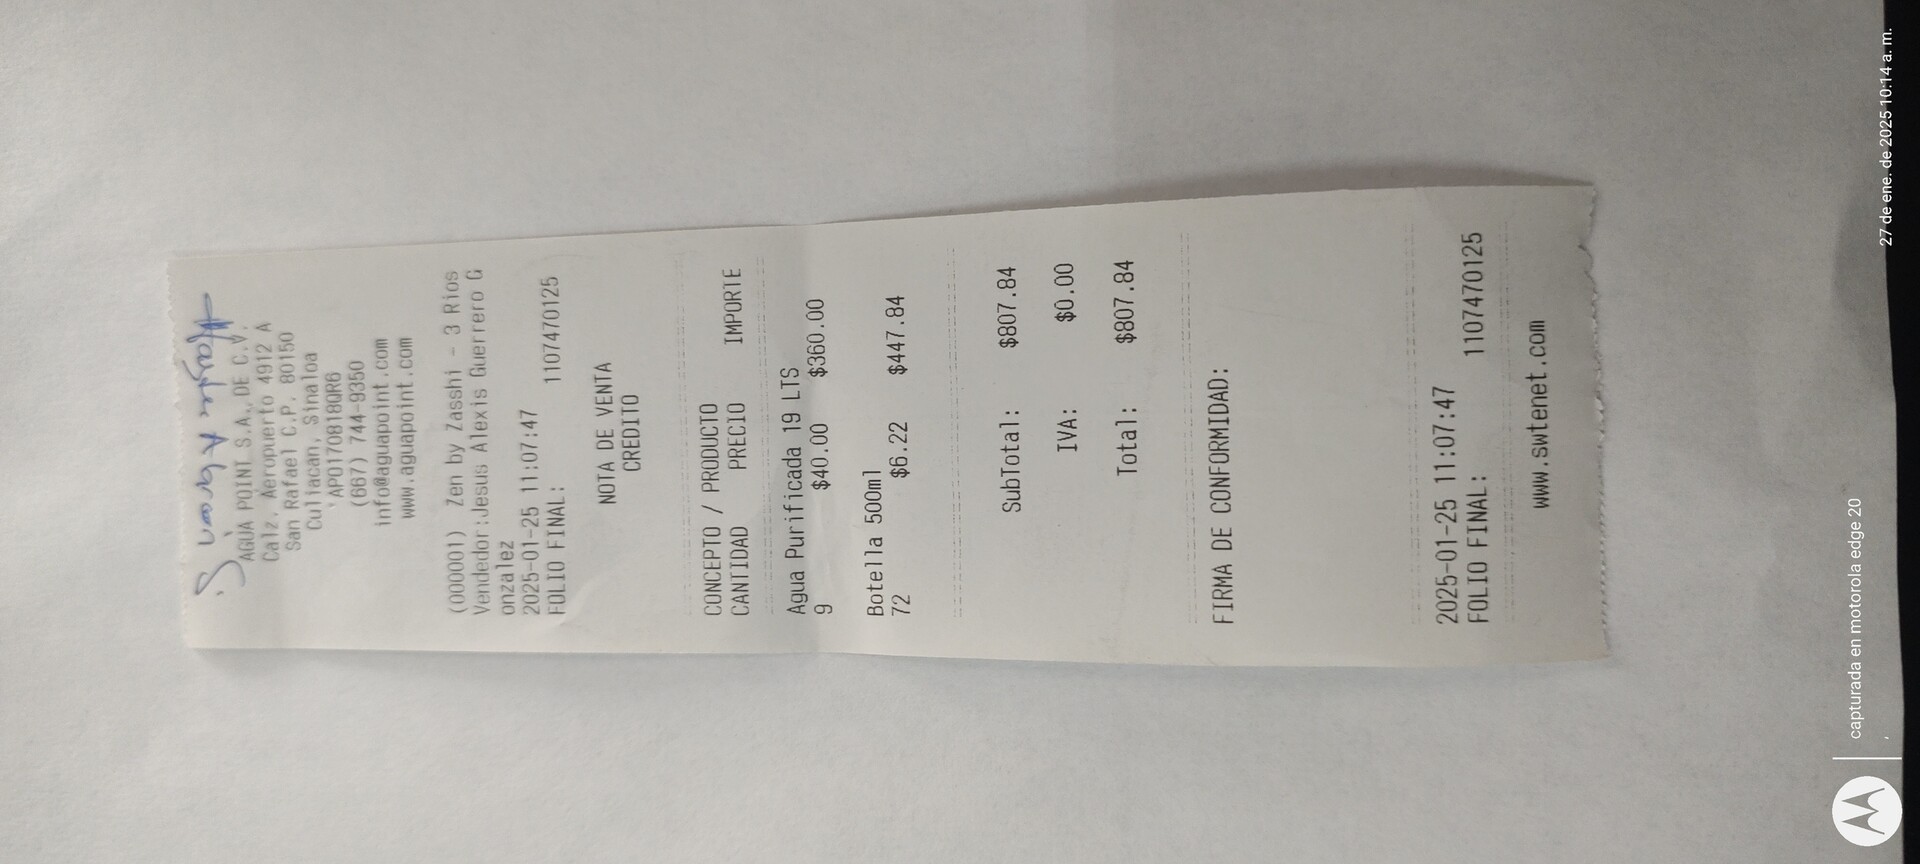 AGUA POINT S.A. DE C.V.
Calz. Aeropuerto 4912 A
San Rafael C.P. 80150
Culiacan, Sinaloa
APO170818QR6
(667) 744-9350
info@aguapoint.com
www.aguapoint.com
(000001) Zen by Zasshi - 3 Rios
Vendedor:Jesus Alexis Guerrero G
onzalez
2025-01-25 11:07:47
FOLIO FINAL: 1107470125
NOTA DE VENTA
CREDITO
CONCEPTO / PRODUCTO
CANTIDAD PRECIO IMPORTE
Agua Purificada 19 LTS
9 $40.00 $360.00
Botella 500ml
72 $6.22 $447.84
SubTotal: $807.84
IVA: $0.00
Total: $807.84
FIRMA DE CONFORMIDAD:
2025-01-25 11:07:47
FOLIO FINAL: 1107470125
www.swtenet.com
capturada en motorola edge 20
27 de ene. de 2025 10:14 a. m.